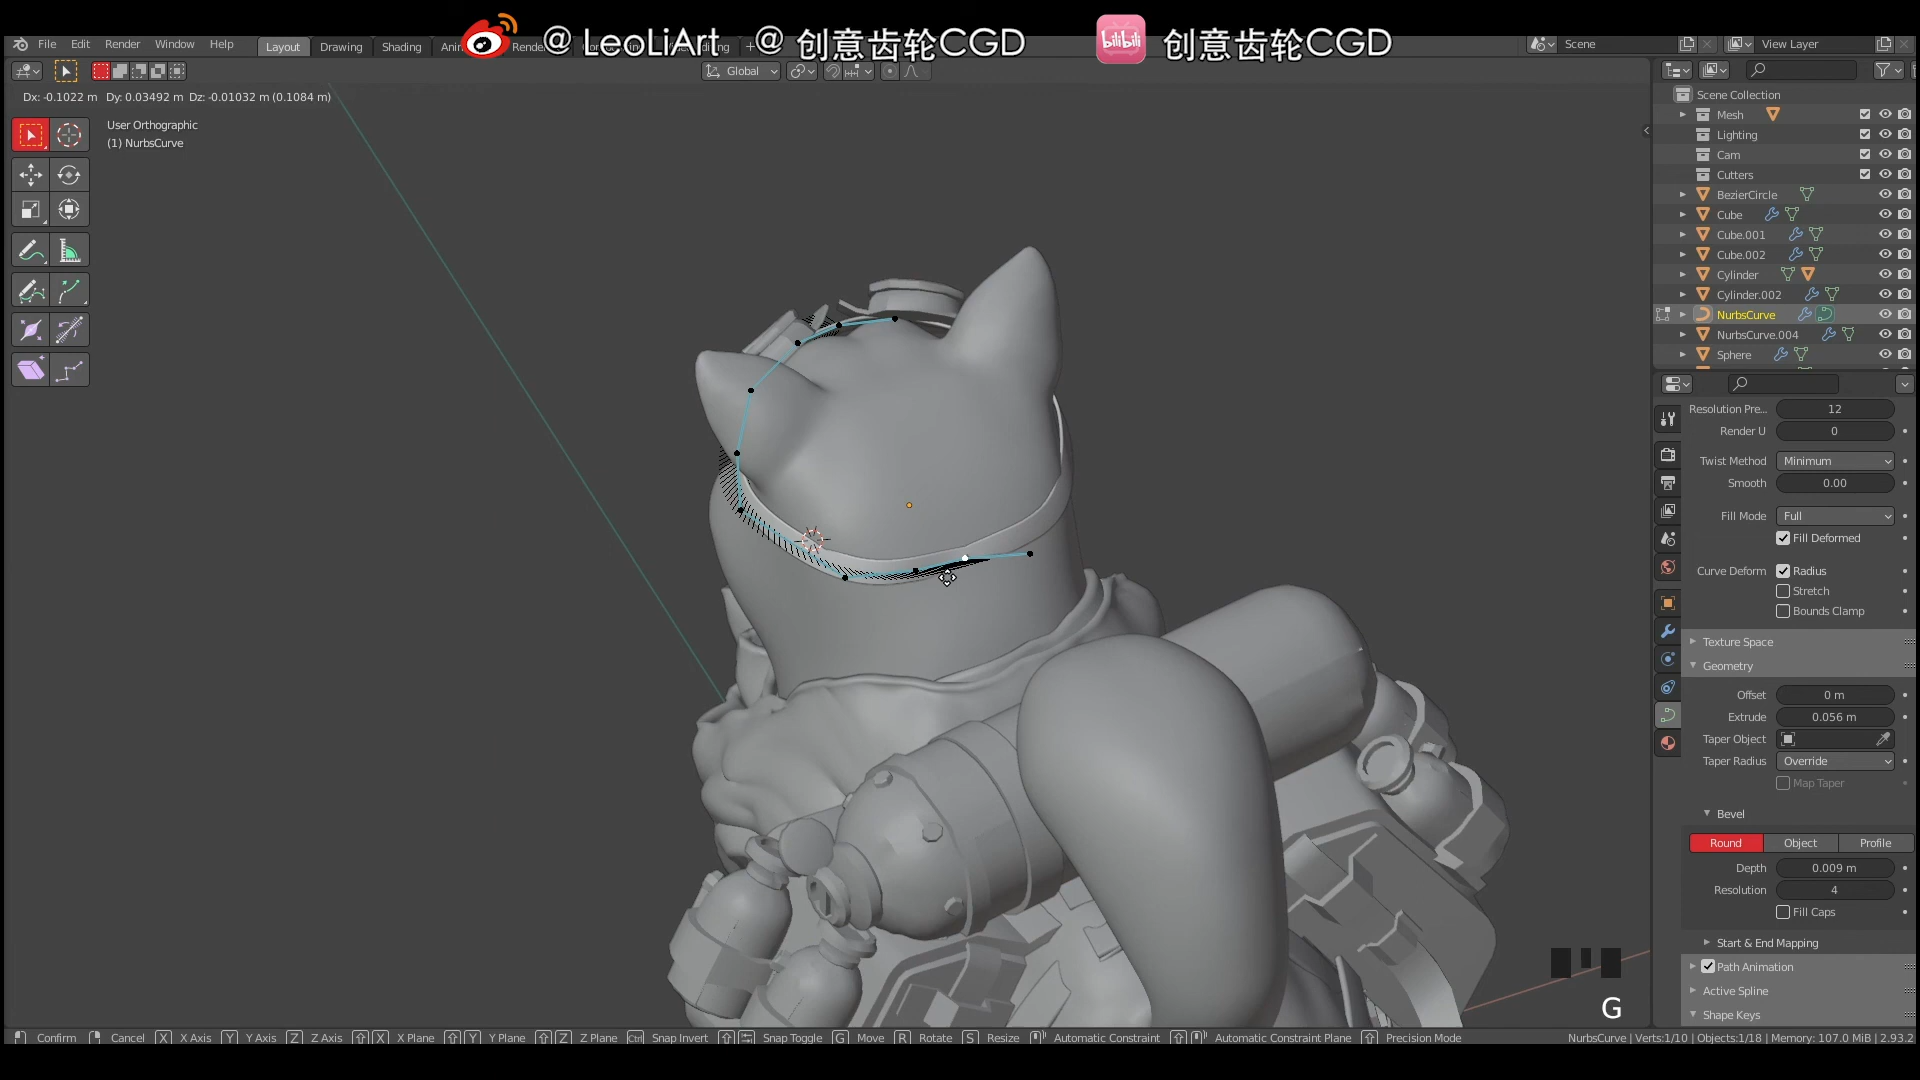 @ LeoLiArt @ 创意齿轮CGD bilibili 创意齿轮CGD
File Edit Render Window Help Layout Drawing Shading Scene View Layer
Global
Dx: -0.1022 m Dy: 0.03492 m Dz: -0.01032 m (0.1084 m)
User Orthographic
(1) NurbsCurve
Scene Collection
Mesh
Lighting
Cam
Cutters
BezierCircle
Cube
Cube.001
Cube.002
Cylinder
Cylinder.002
NurbsCurve
NurbsCurve.004
Sphere
Resolution Pre... 12
Render U 0
Twist Method Minimum
Smooth 0.00
Fill Mode Full
Fill Deformed
Curve Deform Radius
Stretch
Bounds Clamp
Texture Space
Geometry
Offset 0 m
Extrude 0.056 m
Taper Object
Taper Radius Override
Map Taper
Bevel
Round Object Profile
Depth 0.009 m
Resolution 4
Fill Caps
Start & End Mapping
Path Animation
Active Spline
Shape Keys
G
Confirm Cancel X X Axis Y Y Axis Z Z Axis X X Plane Y Y Plane Z Z Plane Ctrl Snap Invert Snap Toggle G Move R Rotate S Resize Automatic Constraint Automatic Constraint Plane Precision Mode NurbsCurve | Verts:1/10 | Objects:1/18 | Memory: 107.0 MiB | 2.93.2